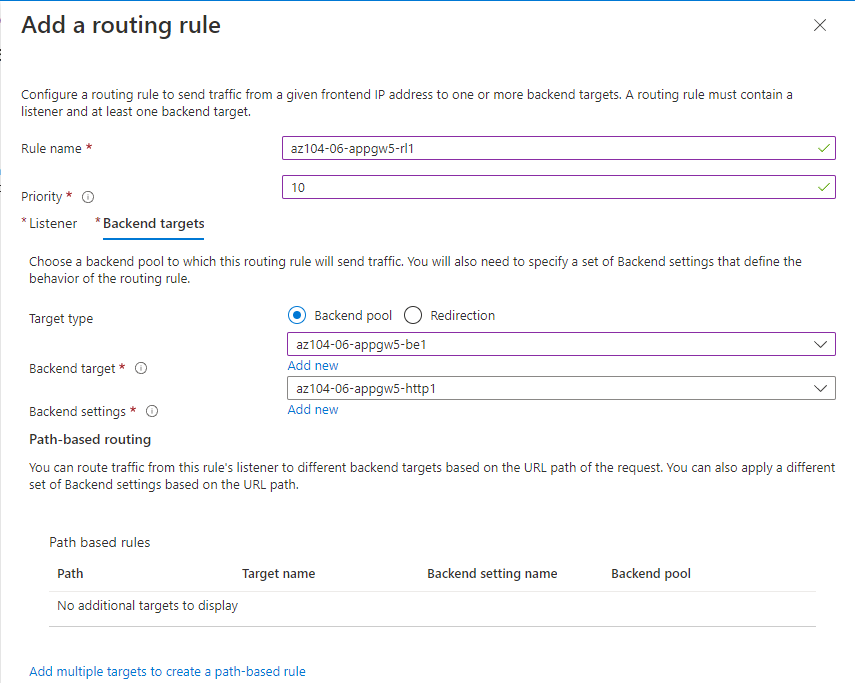 Add a routing rule
Configure a routing rule to send traffic from a given frontend IP address to one or more backend targets. A routing rule must contain a
listener and at least one backend target.
Rule name *
az104-06-appgw5-rl1
10
Priority *
* Listener * Backend targets
Choose a backend pool to which this routing rule will send traffic. You will also need to specify a set of Backend settings that define the
behavior of the routing rule.
Target type
Backend pool Redirection
az104-06-appgw5-be1
Backend target *
Add new
az104-06-appgw5-http1
Backend settings *
Add new
Path-based routing
You can route traffic from this rule's listener to different backend targets based on the URL path of the request. You can also apply a different
set of Backend settings based on the URL path.
Path based rules
Path Target name Backend setting name Backend pool
No additional targets to display
Add multiple targets to create a path-based rule